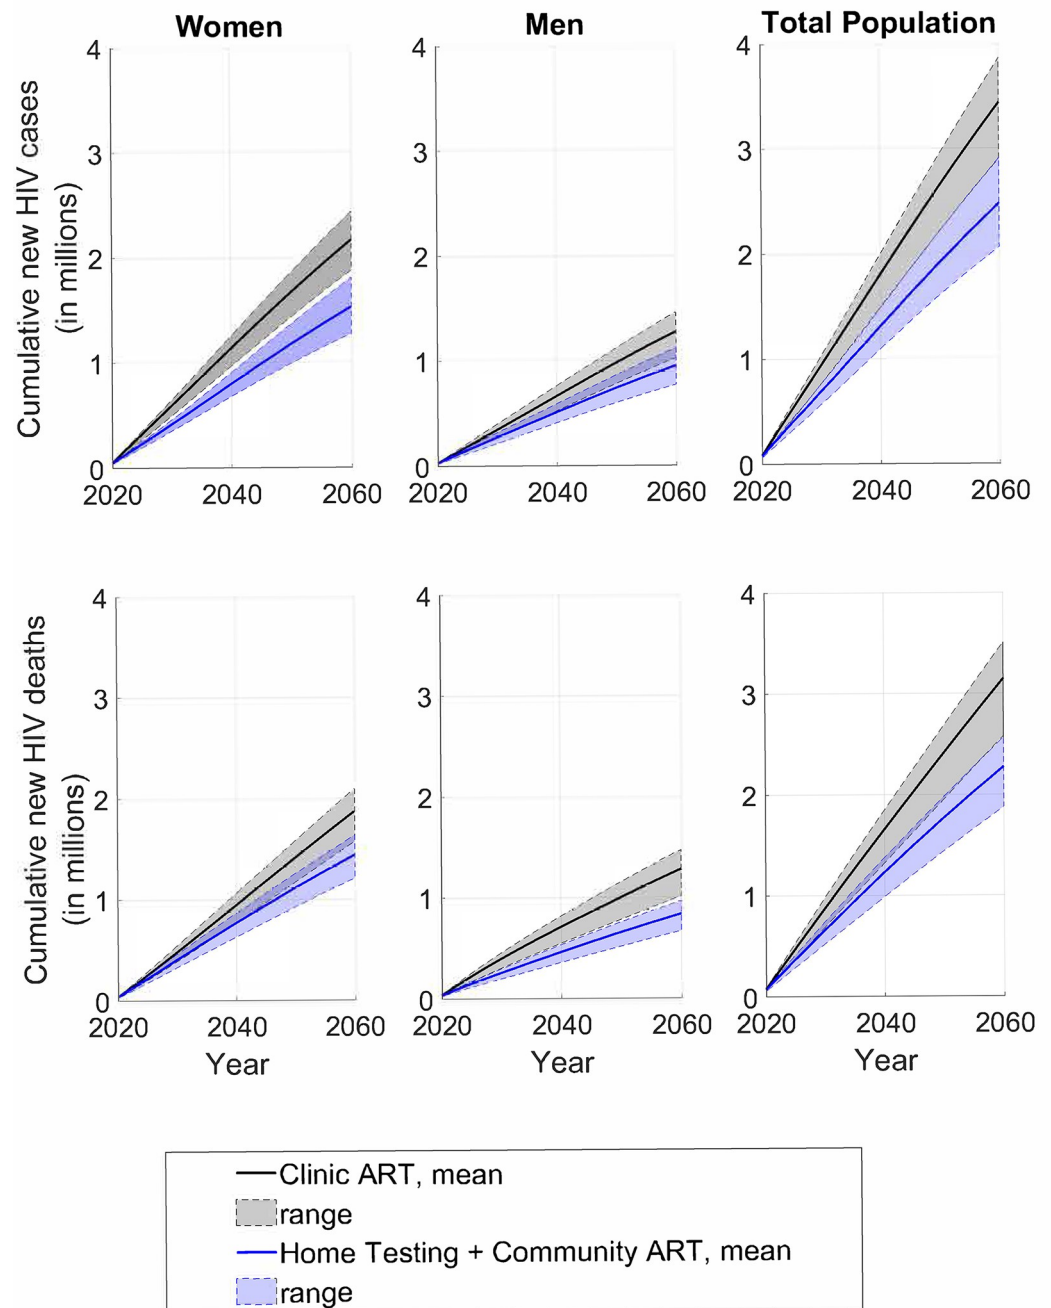 Women Men Total Population
Cumulative new HIV cases
(in millions)
4
3
2
1
0
2020 2040 2060
4
3
2
1
0
2020 2040 2060
4
3
2
1
0
2020 2040 2060
Cumulative new HIV deaths
(in millions)
4
3
2
1
0
2020 2040 2060
Year
4
3
2
1
0
2020 2040 2060
Year
4
3
2
1
0
2020 2040 2060
Year
Clinic ART, mean
range
Home Testing + Community ART, mean
range